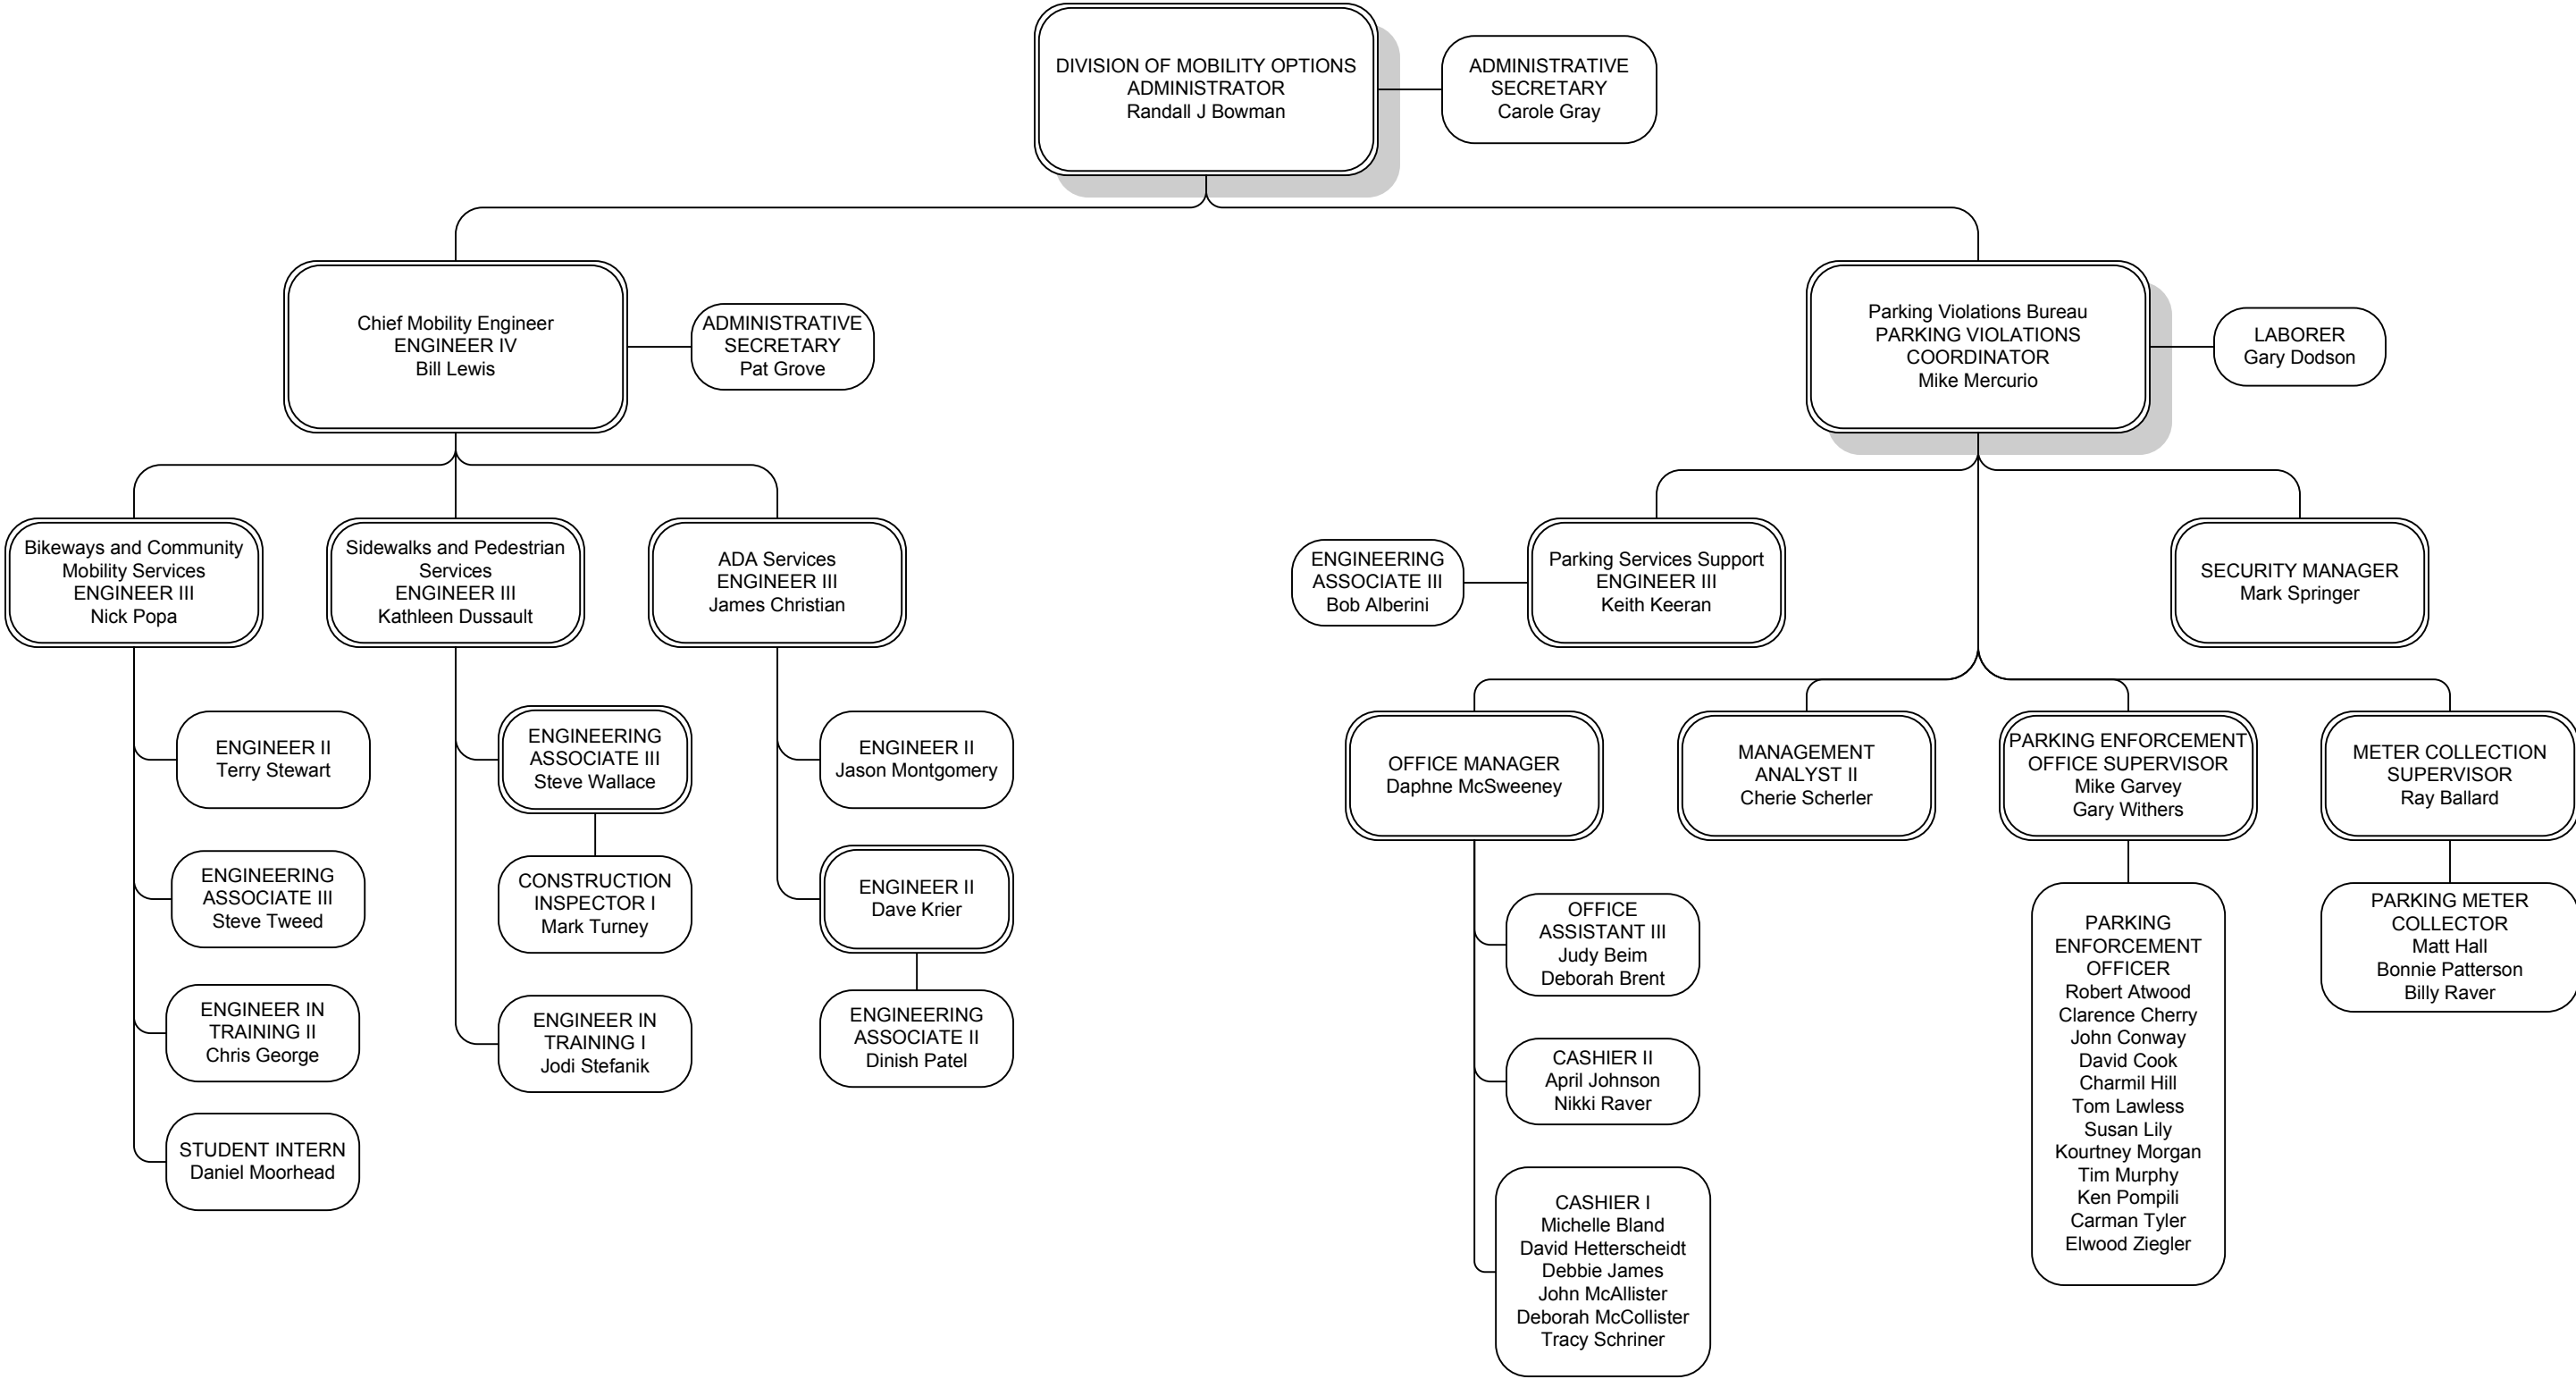 DIVISION OF MOBILITY OPTIONS
ADMINISTRATOR
Randall J Bowman
ADMINISTRATIVE
SECRETARY
Carole Gray
Chief Mobility Engineer
ENGINEER IV
Bill Lewis
ADMINISTRATIVE
SECRETARY
Pat Grove
Parking Violations Bureau
PARKING VIOLATIONS
COORDINATOR
Mike Mercurio
LABORER
Gary Dodson
Bikeways and Community
Mobility Services
ENGINEER III
Nick Popa
Sidewalks and Pedestrian
Services
ENGINEER III
Kathleen Dussault
ADA Services
ENGINEER III
James Christian
ENGINEERING
ASSOCIATE III
Bob Alberini
Parking Services Support
ENGINEER III
Keith Keeran
SECURITY MANAGER
Mark Springer
ENGINEER II
Terry Stewart
ENGINEERING
ASSOCIATE III
Steve Tweed
ENGINEER IN
TRAINING II
Chris George
STUDENT INTERN
Daniel Moorhead
ENGINEERING
ASSOCIATE III
Steve Wallace
CONSTRUCTION
INSPECTOR I
Mark Turney
ENGINEER IN
TRAINING I
Jodi Stefanik
ENGINEER II
Jason Montgomery
ENGINEER II
Dave Krier
ENGINEERING
ASSOCIATE II
Dinish Patel
OFFICE MANAGER
Daphne McSweeney
MANAGEMENT
ANALYST II
Cherie Scherler
PARKING ENFORCEMENT
OFFICE SUPERVISOR
Mike Garvey
Gary Withers
METER COLLECTION
SUPERVISOR
Ray Ballard
OFFICE
ASSISTANT III
Judy Beim
Deborah Brent
CASHIER II
April Johnson
Nikki Raver
CASHIER I
Michelle Bland
David Hetterscheidt
Debbie James
John McAllister
Deborah McCollister
Tracy Schriner
PARKING
ENFORCEMENT
OFFICER
Robert Atwood
Clarence Cherry
John Conway
David Cook
Charmil Hill
Tom Lawless
Susan Lily
Kourtney Morgan
Tim Murphy
Ken Pompili
Carman Tyler
Elwood Ziegler
PARKING METER
COLLECTOR
Matt Hall
Bonnie Patterson
Billy Raver